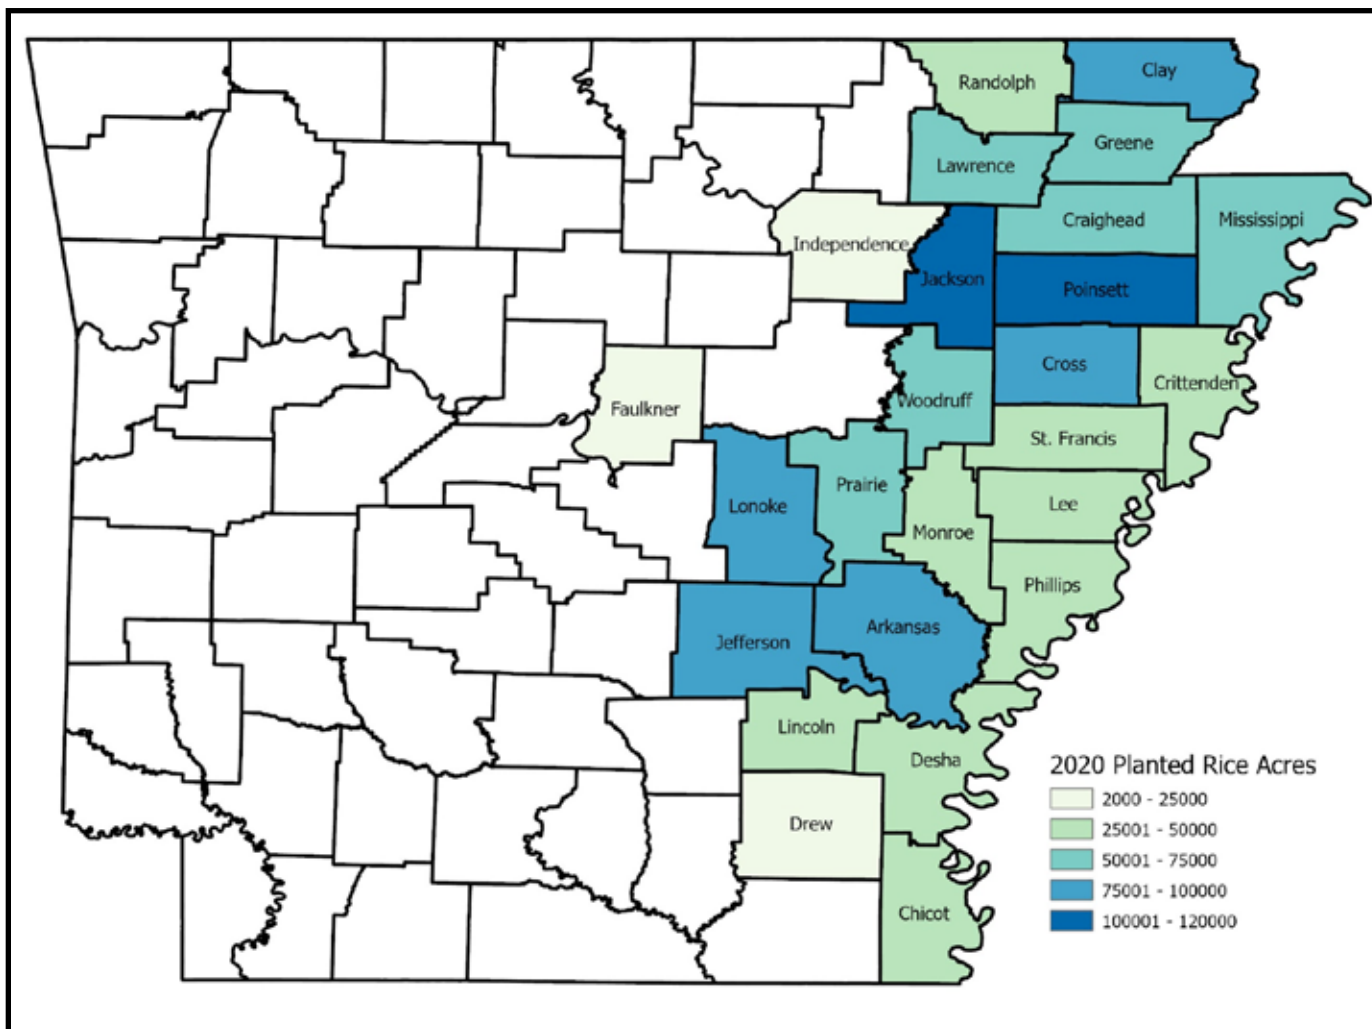 Randolph
Clay
Greene
Lawrence
Craighead
Mississippi
Independence
Jackson
Poinsett
Cross
Crittenden
Woodruff
Faulkner
St. Francis
Prairie
Lonoke
Lee
Monroe
Phillips
Arkansas
Jefferson
Lincoln
Desha
Drew
Chicot
2020 Planted Rice Acres
2000 - 25000
25001 - 50000
50001 - 75000
75001 - 100000
100001 - 120000